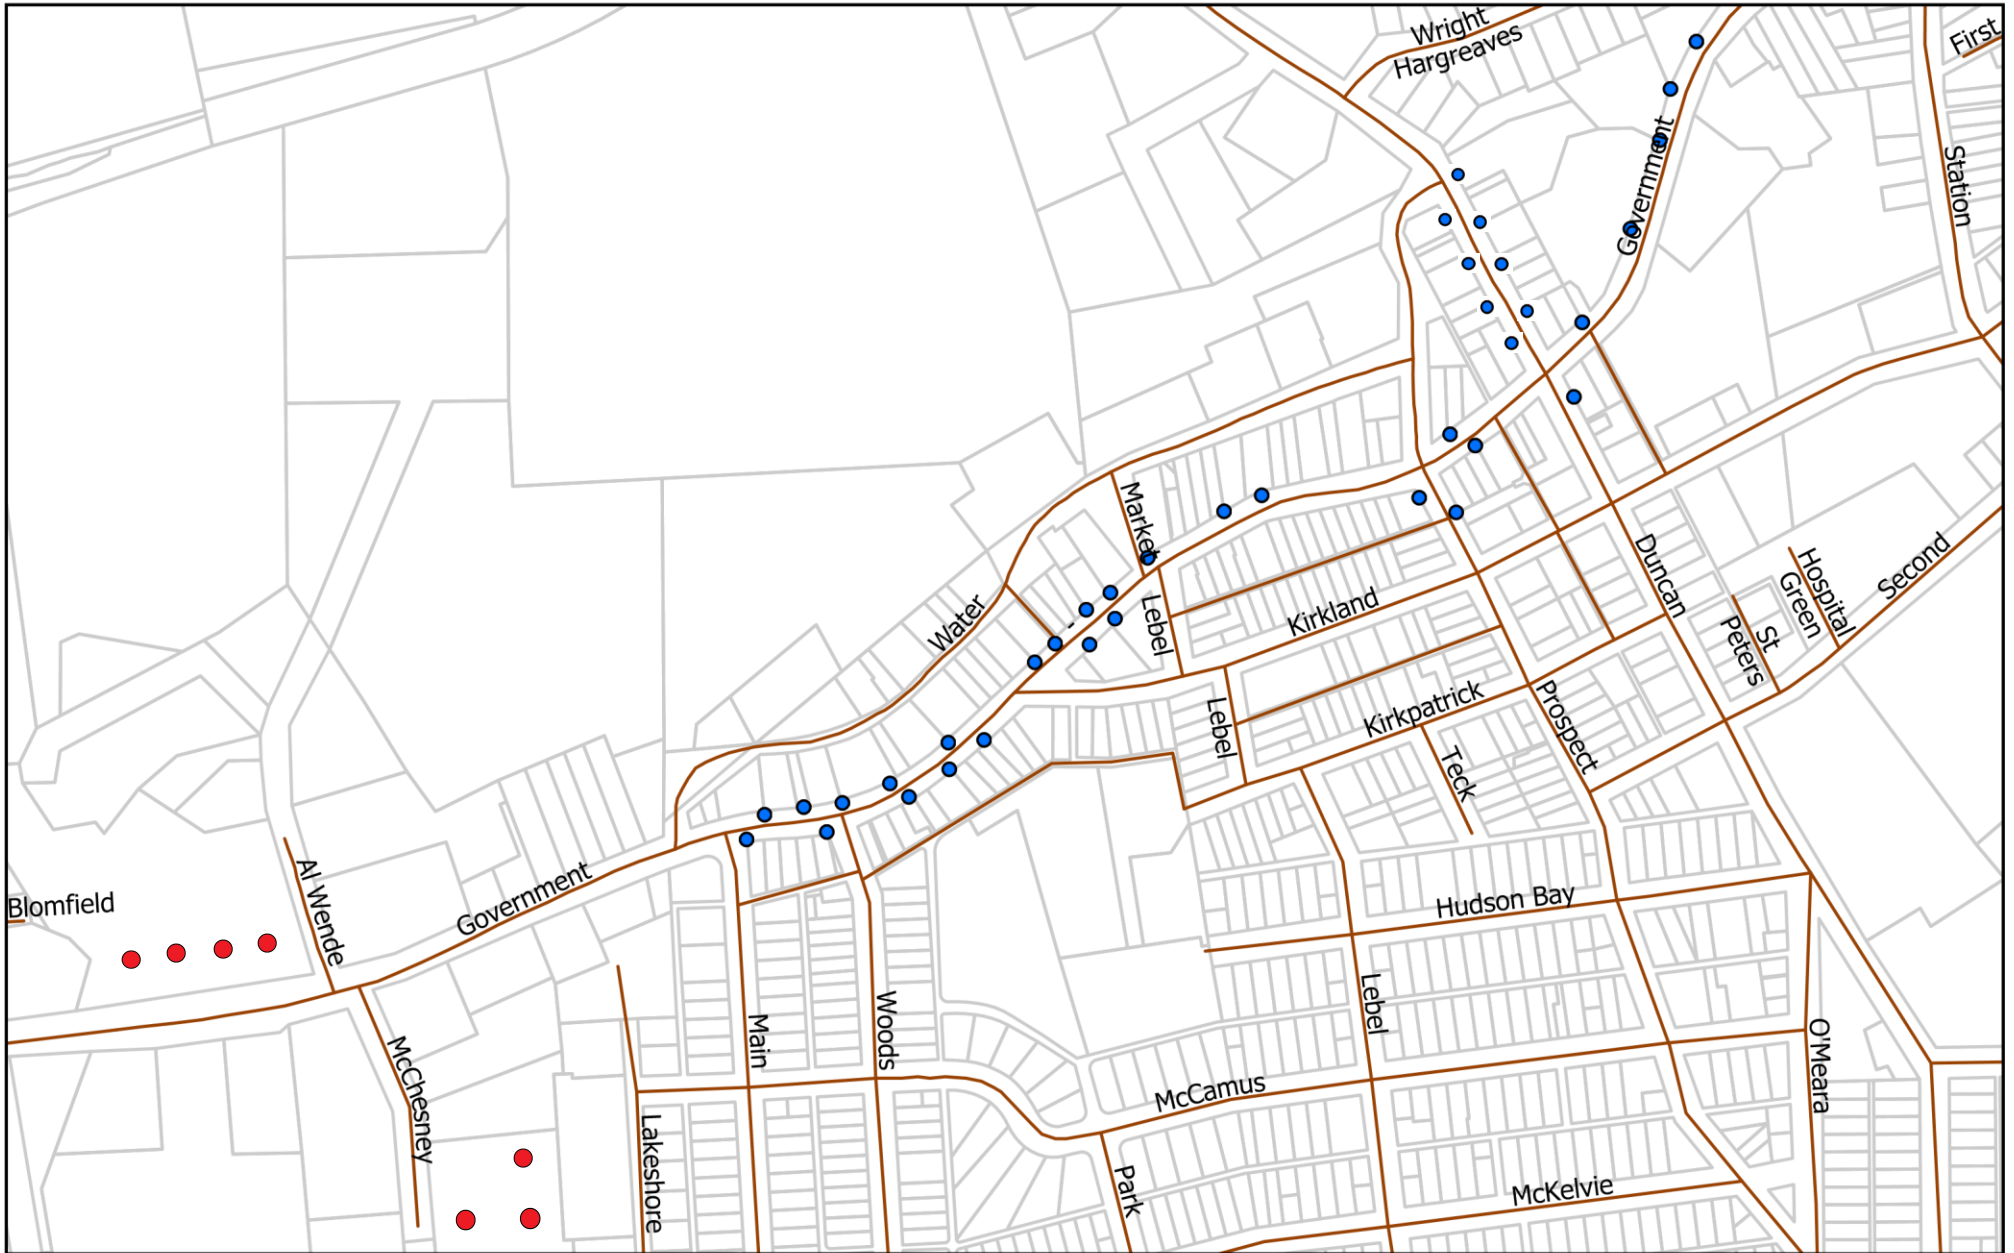 Wright
Hargreaves
First
Government
Station
Market
Duncan
Hospital
Green
Second
Water
Lebel
Kirkland
St
Peters
Lebel
Kirkpatrick
Prospect
Teck
Al Wende
Blomfield
Government
Hudson Bay
Lebel
Main
Woods
O'Meara
McChesney
McCamus
Lakeshore
Park
McKelvie